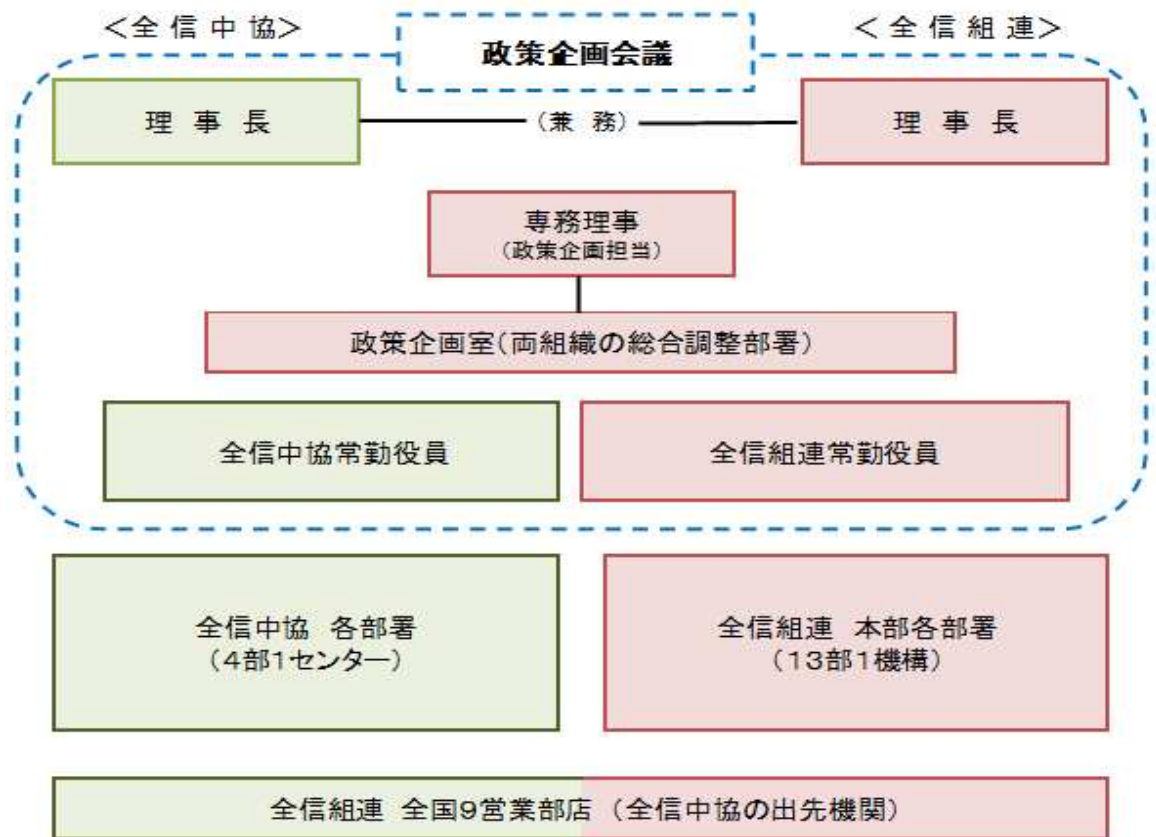 ＜全 信 中 協＞
政策企画会議
＜ 全 信 組 連＞
理 事 長
（兼 務）
理 事 長
専務理事
（政策企画担当）
政策企画室（両組織の総合調整部署）
全信中協常勤役員
全信組連常勤役員
全信中協 各部署
（４部１センター）
全信組連 本部各部署
（１３部１機構）
全信組連 全国９営業部店 （全信中協の出先機関）